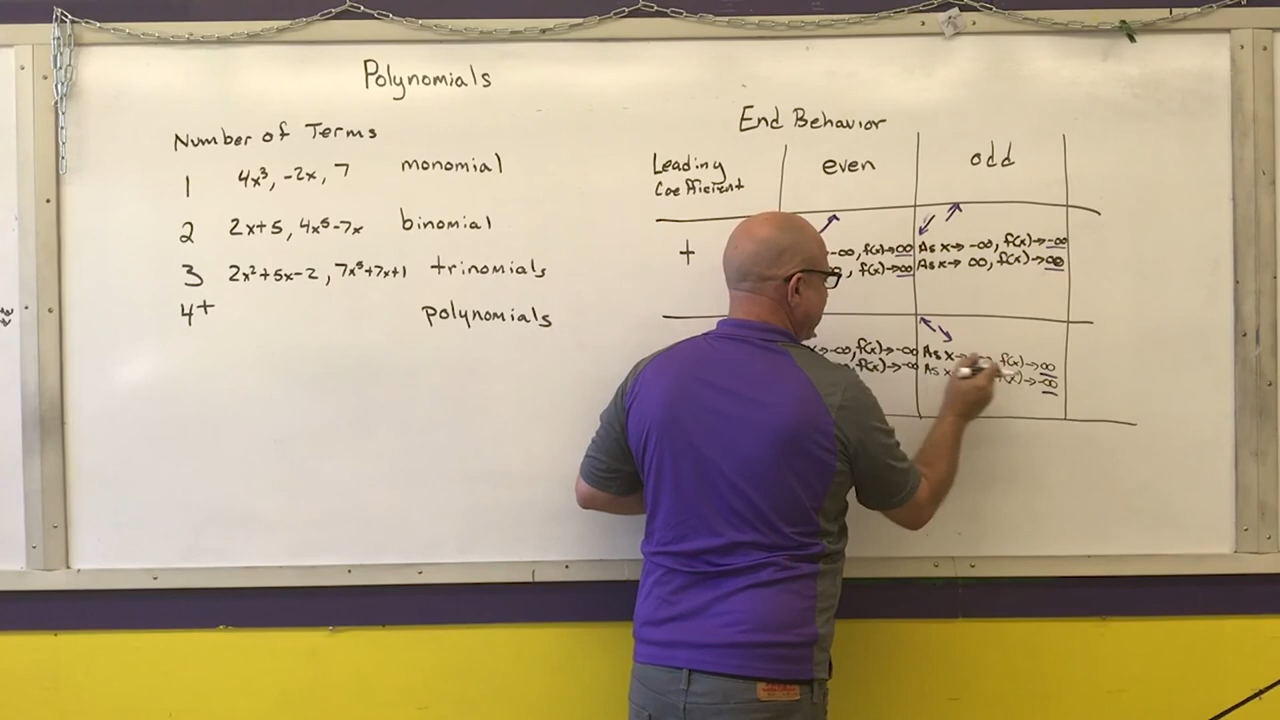 Polynomials
Number of Terms
1 4x³, -2x, 7 monomial
2 2x+5, 4x⁵-7x binomial
3 2x²+5x-2, 7x⁵+7x+1 trinomials
4+ polynomials
End Behavior
Leading
Coefficient
even
odd
+
-∞, f(x)→∞
, f(x)→∞
As x→ -∞, f(x)→-∞
As x→ ∞, f(x)→∞
→-∞, f(x)→-∞
f(x)→-∞
As x→ f(x)→∞
As x f(x)→-∞